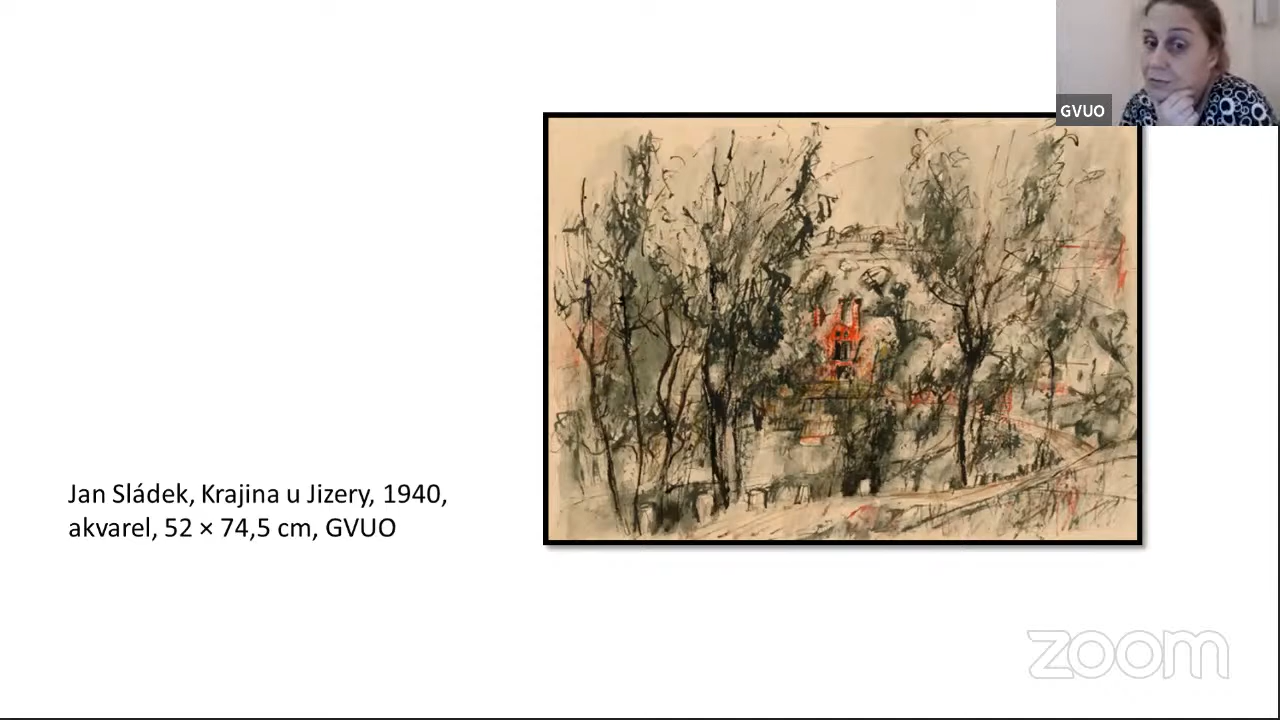 GVUO
Jan Sládek, Krajina u Jizery, 1940,
akvarel, 52 × 74,5 cm, GVUO
zoom